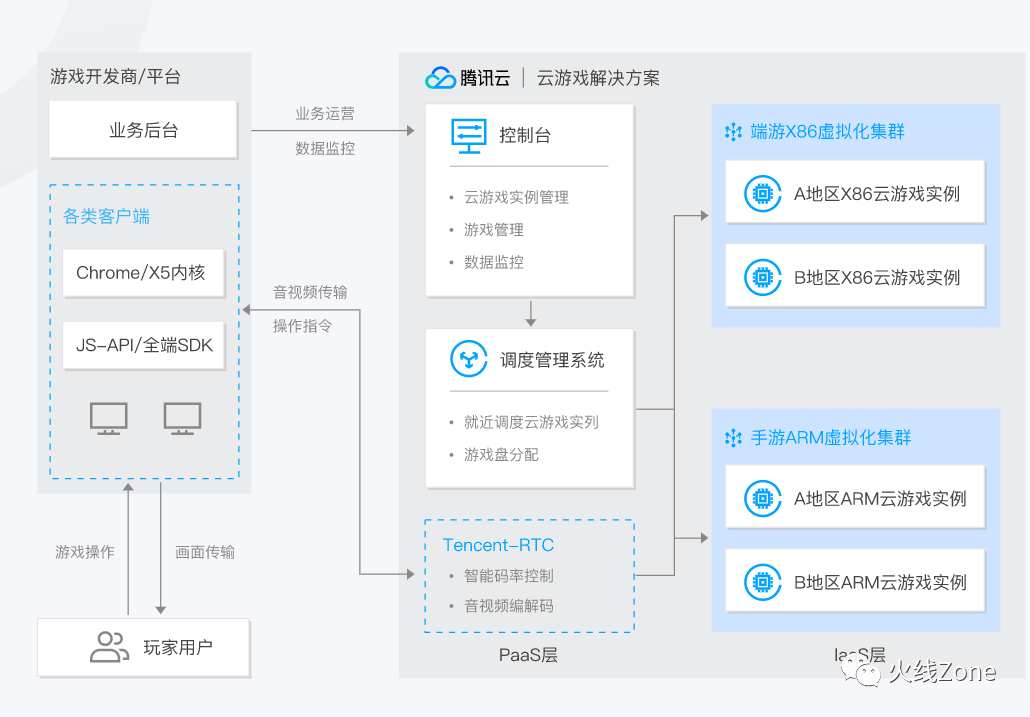 游戏开发商/平台
业务后台
各类客户端
Chrome/X5内核
JS-API/全端SDK
游戏操作
画面传输
玩家用户
业务运营
数据监控
音视频传输
操作指令
腾讯云
云游戏解决方案
控制台
• 云游戏实例管理
• 游戏管理
• 数据监控
调度管理系统
• 就近调度云游戏实列
• 游戏盘分配
Tencent-RTC
• 智能码率控制
• 音视频编解码
PaaS层
端游X86虚拟化集群
A地区X86云游戏实例
B地区X86云游戏实例
手游ARM虚拟化集群
A地区ARM云游戏实例
B地区ARM云游戏实例
IaaS层
火线Zone